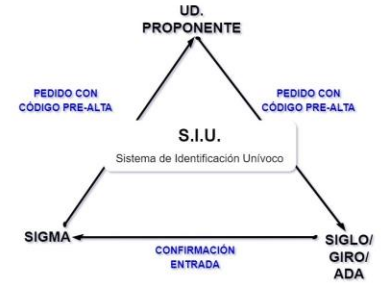 UD.
PROPONENTE
PEDIDO CON
CÓDIGO PRE-ALTA
PEDIDO CON
CÓDIGO PRE-ALTA
S.I.U.
Sistema de Identificación Unívoco
SIGMA
CONFIRMACIÓN
ENTRADA
SIGLO/
GIRO/
ADA